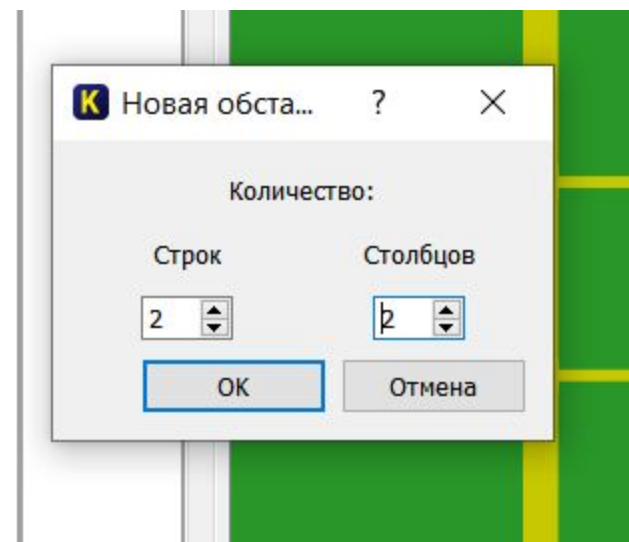 K Новая обста... ?
Количество:
Строк Столбцов
2 2
OK Отмена